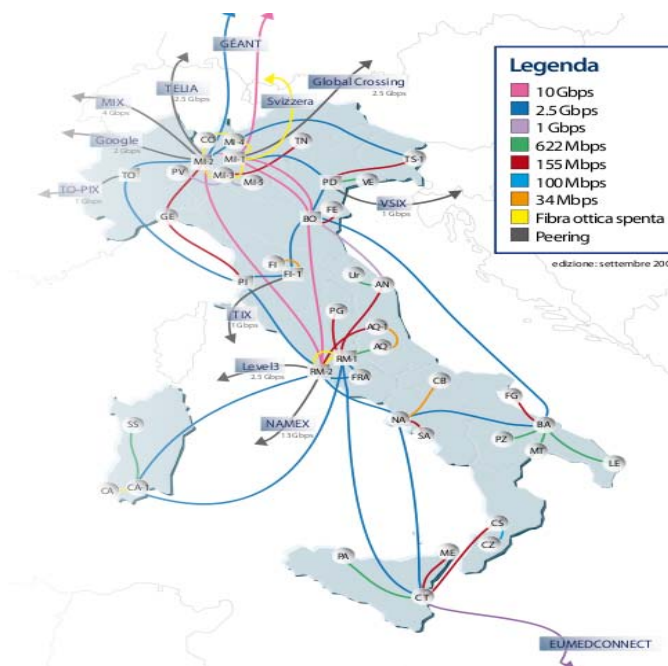 GÉANT
TELIA
2.5 Gbps
Global Crossing
2.5 Gbps
Svizzera
MIX
4 Gbps
Google
2 Gbps
TO-PIX
1 Gbps
CO
MI-4
MI-2
MI-1
TN
TS-1
TO
PV
MI-3
MI-5
PD
VE
VSIX
1 Gbps
GE
FE
BO
FI
Ur
PI
FI-1
AN
TIX
1 Gbps
PG
AQ-1
AQ
Level3
2.5 Gbps
RM-1
RM-2
FRA
CB
FG
NAMEX
NA
SA
BA
PZ
MT
LE
SS
CA
CA-1
CS
CZ
PA
ME
CT
EUMEDCONNECT
Legenda
10 Gbps
2.5 Gbps
1 Gbps
622 Mbps
155 Mbps
100 Mbps
34 Mbps
Fibra ottica spenta
Peering
edizione: settembre